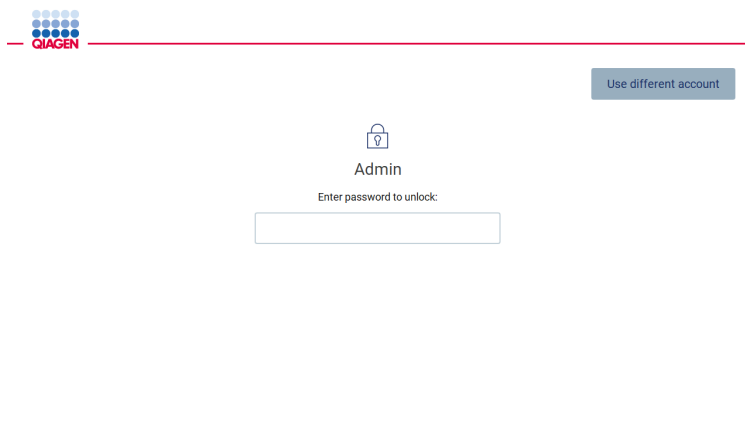 QIAGEN
Use different account
Admin
Enter password to unlock: